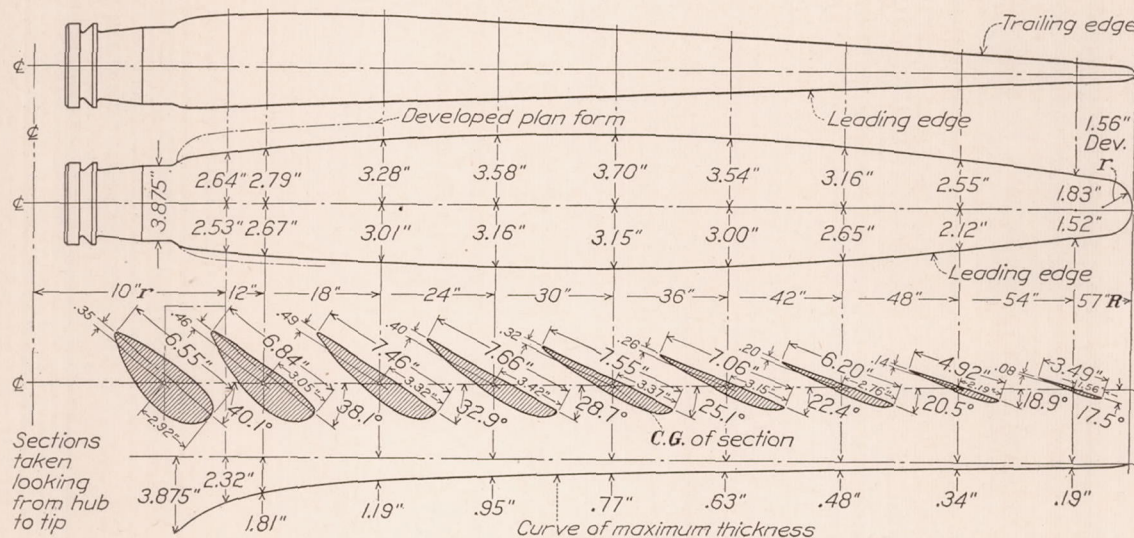 Trailing edge
℄
Leading edge
℄
Developed plan form
1.56"
Dev.
r
3.875"
2.64" 2.79" 3.28" 3.58" 3.70" 3.54" 3.16" 2.55" 1.83"
℄
2.53" 2.67" 3.01" 3.16" 3.15" 3.00" 2.65" 2.12" 1.52"
Leading edge
10" r 12" 18" 24" 30" 36" 42" 48" 54" 57" R
.35 .46 .49 .40 .32 .26 .20 .14 .08
6.55" 6.84" 7.46" 7.66" 7.55" 7.06" 6.20" 4.92" 3.49"
3.05" 3.32" 3.42" 3.37" 3.15" 2.76" 2.19" 1.56"
℄
2.92"
40.1° 38.1° 32.9° 28.7° 25.1° 22.4° 20.5° 18.9° 17.5°
C.G. of section
Sections
taken
looking
from hub
to tip
3.875" 2.32" 1.81" 1.19" .95" .77" .63" .48" .34" .19"
Curve of maximum thickness